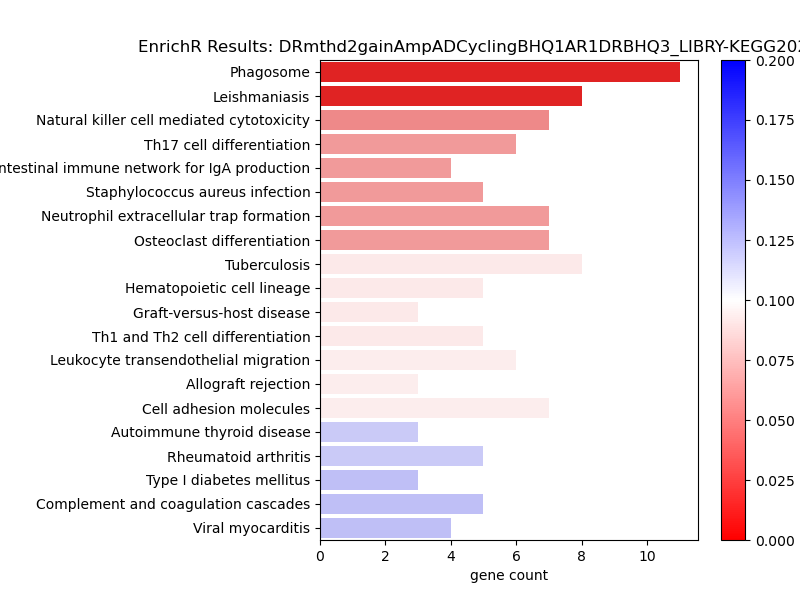 EnrichR Results: DRmthd2gainAmpADCyclingBHQ1AR1DRBHQ3_LIBRY-KEGG202
Phagosome
Leishmaniasis
Natural killer cell mediated cytotoxicity
Th17 cell differentiation
ntestinal immune network for IgA production
Staphylococcus aureus infection
Neutrophil extracellular trap formation
Osteoclast differentiation
Tuberculosis
Hematopoietic cell lineage
Graft-versus-host disease
Th1 and Th2 cell differentiation
Leukocyte transendothelial migration
Allograft rejection
Cell adhesion molecules
Autoimmune thyroid disease
Rheumatoid arthritis
Type I diabetes mellitus
Complement and coagulation cascades
Viral myocarditis
0 2 4 6 8 10
gene count
0.200
0.175
0.150
0.125
0.100
0.075
0.050
0.025
0.000